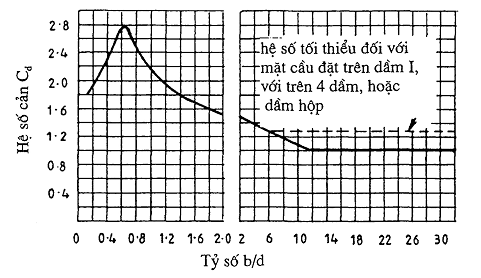 Hệ số cản Cd
2·8
2·4
2·0
1·6
1·2
0·8
0·4
hệ số tối thiểu đối với
mặt cầu đặt trên dầm I,
với trên 4 dầm, hoặc
dầm hộp
0 0·4 0·8 1·2 1·6 2·0 2 6 10 14 18 22 26 30
Tỷ số b/d